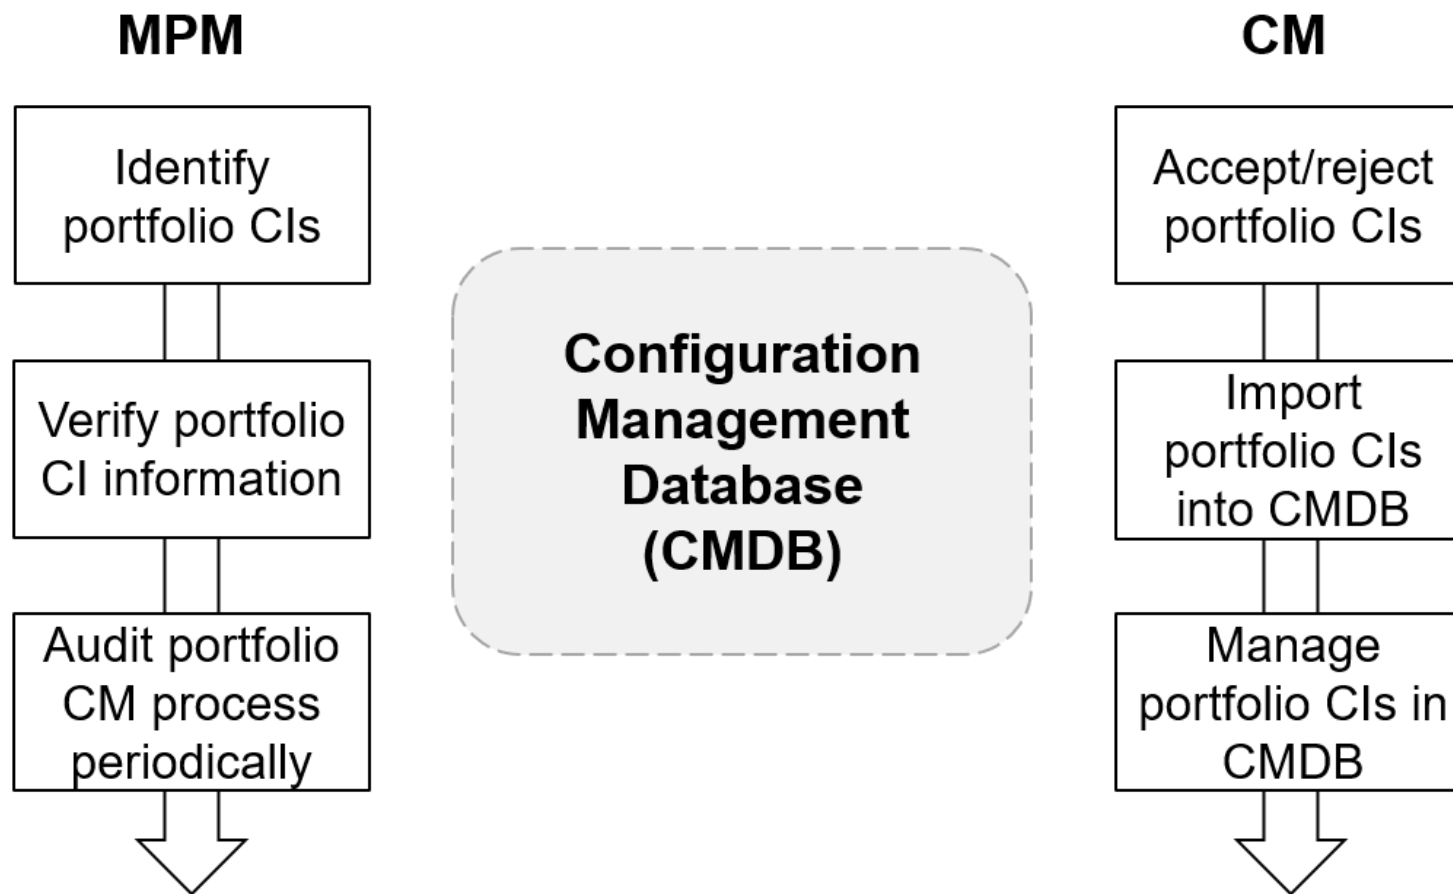 MPM
Identify
portfolio CIs
Verify portfolio
CI information
Audit portfolio
CM process
periodically
Configuration
Management
Database
(CMDB)
CM
Accept/reject
portfolio CIs
Import
portfolio CIs
into CMDB
Manage
portfolio CIs in
CMDB